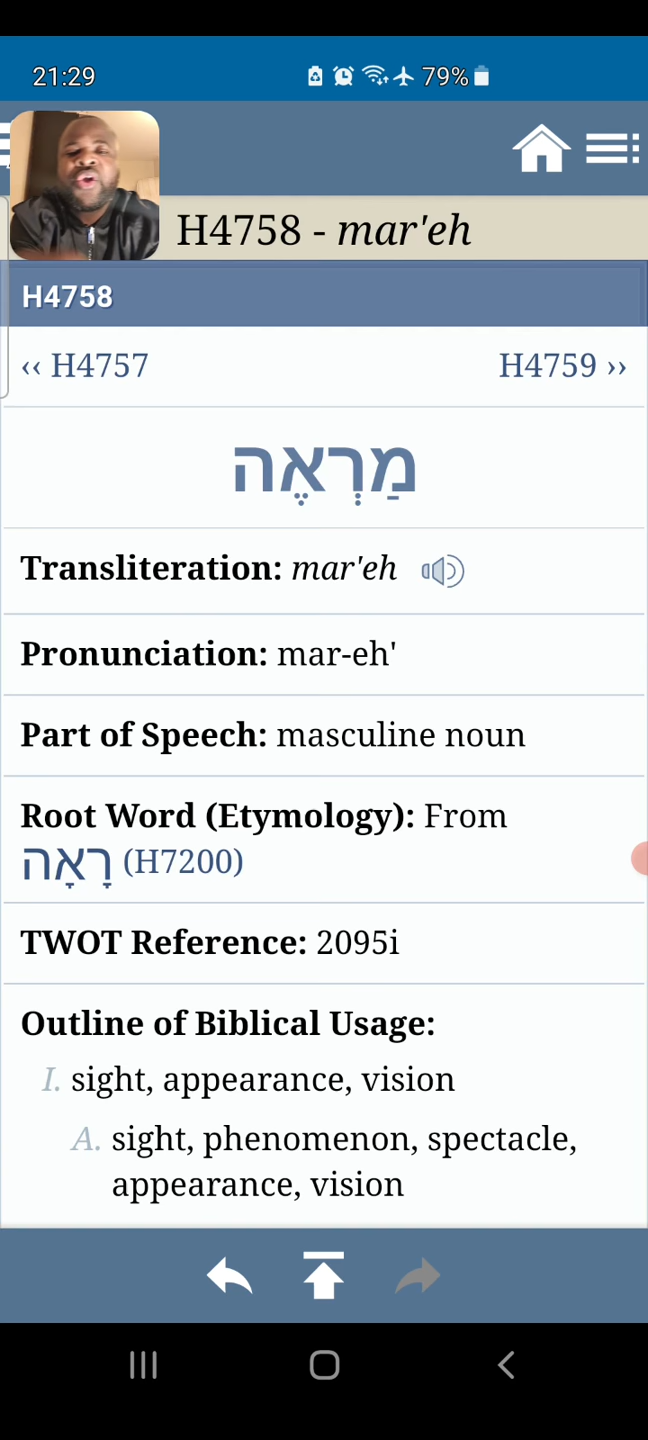 21:29
79%
H4758 - mar'eh
H4758
‹‹ H4757
H4759 ››
מַרְאֶה
Transliteration: mar'eh
Pronunciation: mar-eh'
Part of Speech: masculine noun
Root Word (Etymology): From
רָאָה (H7200)
TWOT Reference: 2095i
Outline of Biblical Usage:
I. sight, appearance, vision
A. sight, phenomenon, spectacle,
appearance, vision